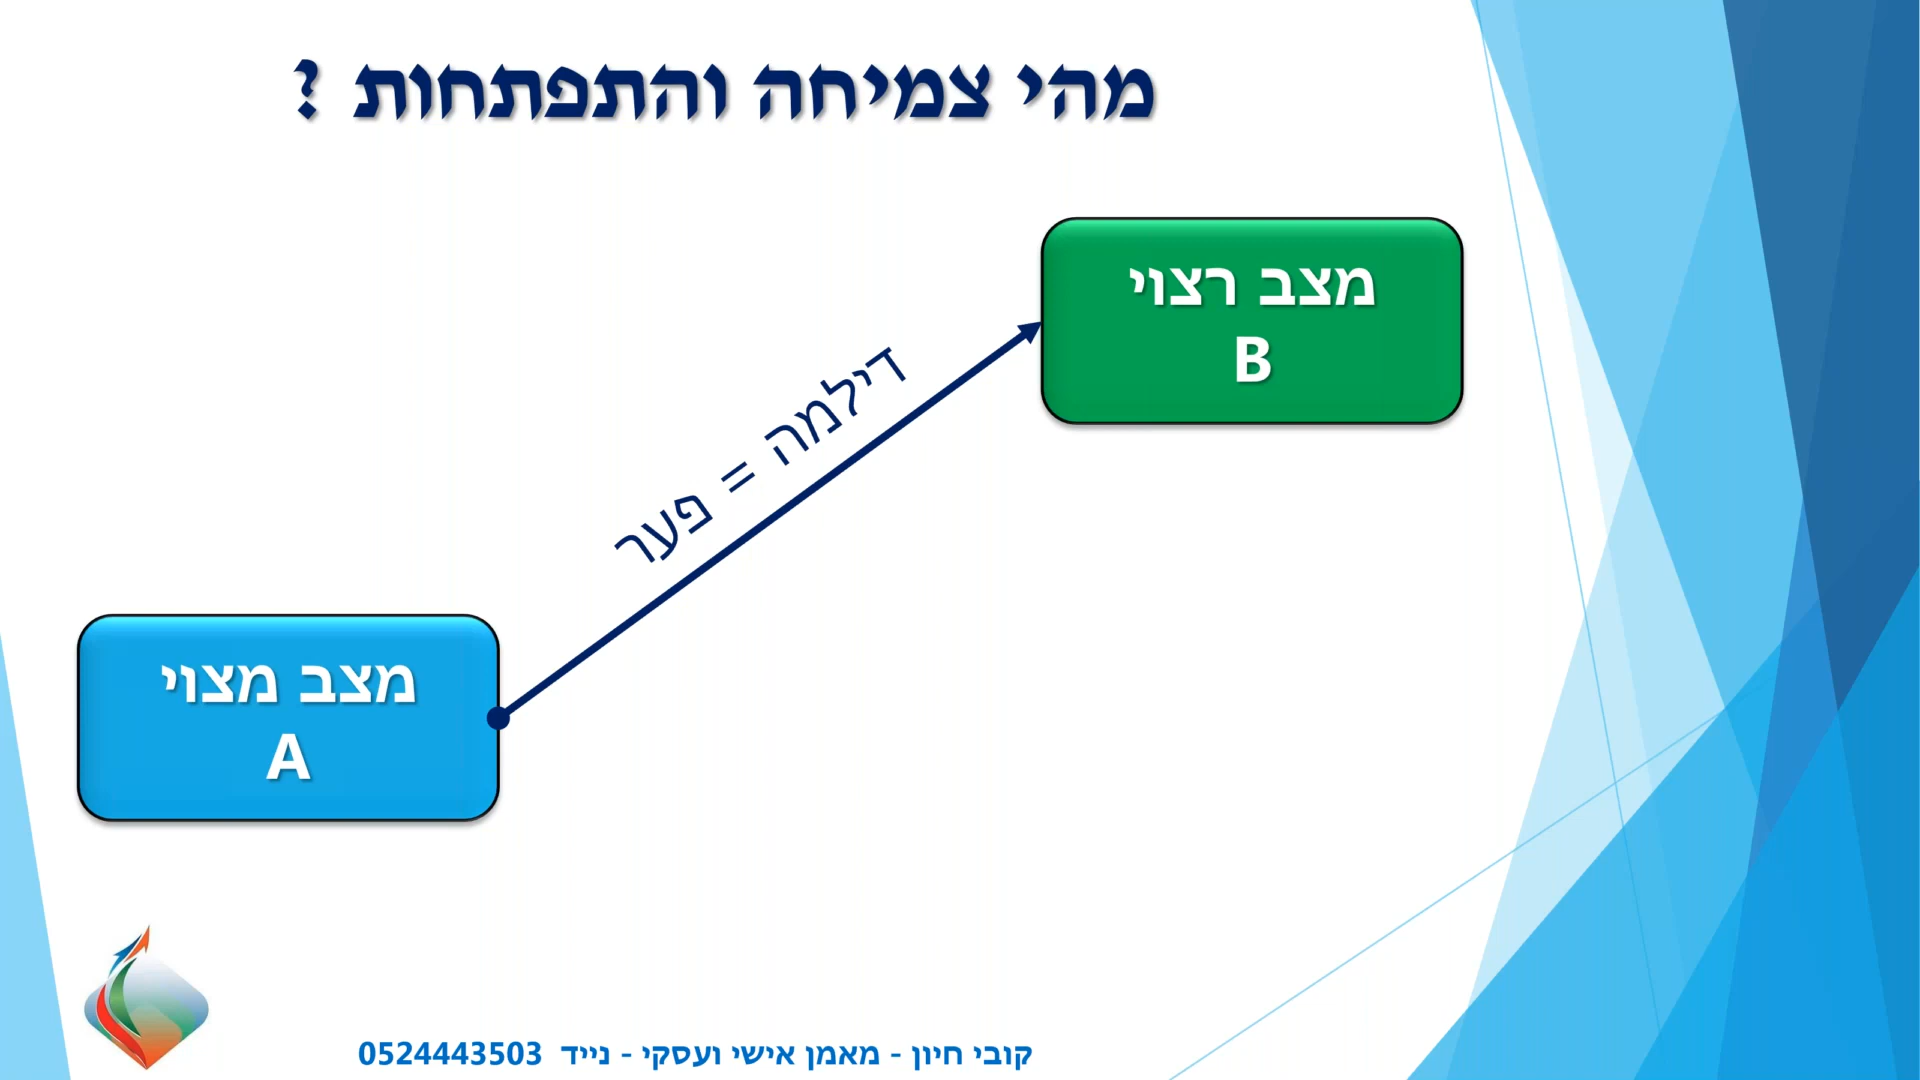 מהי צמיחה והתפתחות ?
מצב רצוי
B
דילמה = פער
מצב מצוי
A
קובי חיון - מאמן אישי ועסקי - נייד 0524443503